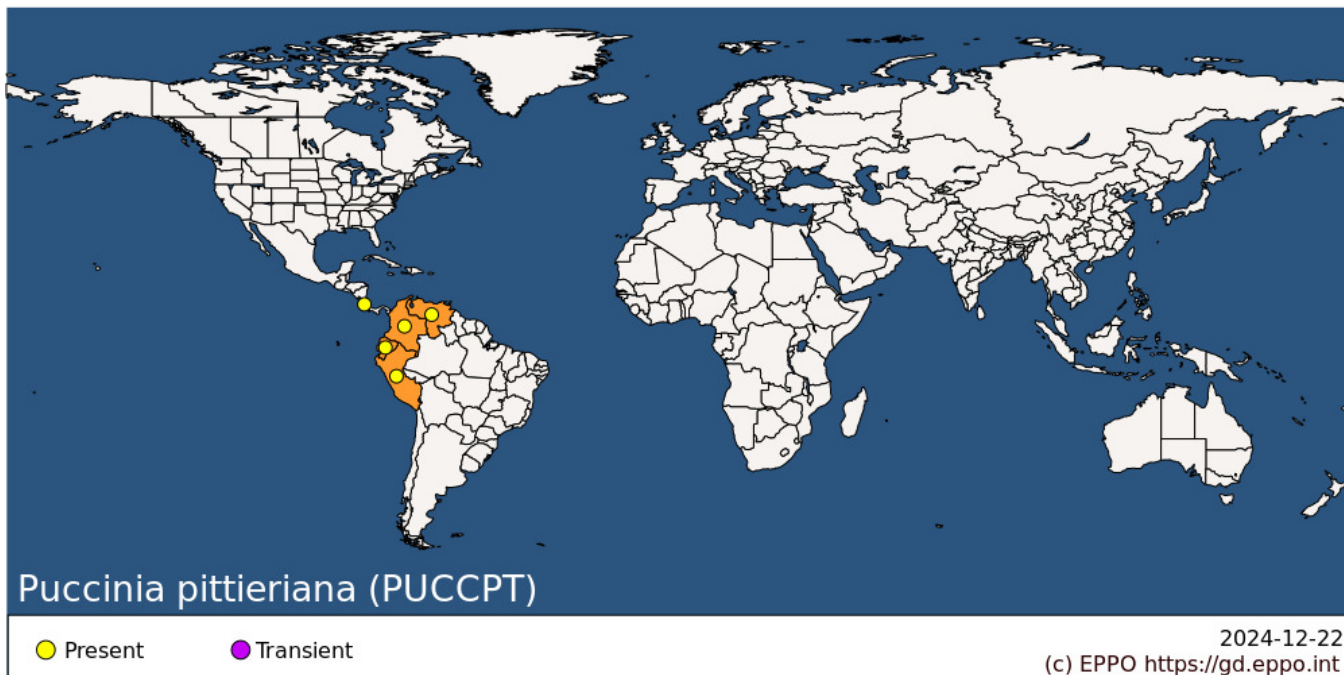 Puccinia pittieriana (PUCCPT)
Present
Transient
2024-12-22
(c) EPPO https://gd.eppo.int